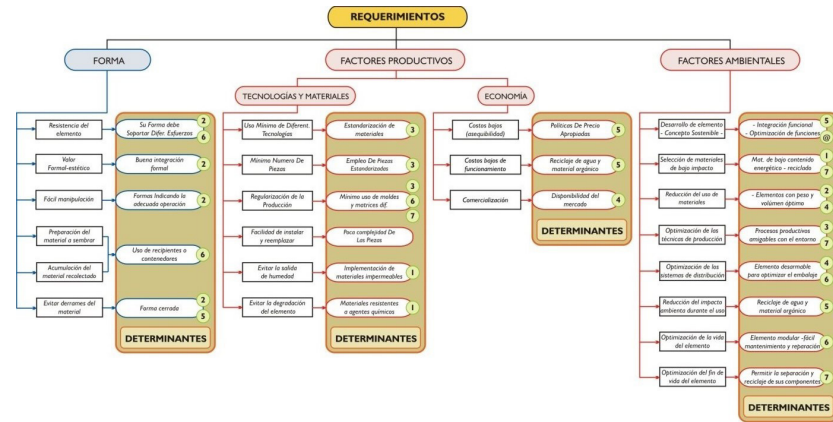 REQUERIMIENTOS
FORMA
Resistencia del
elemento
Su Forma debe
Soportar Difer. Esfuerzos
2
6
Valor
Formal-estético
Buena integración
formal
2
Fácil manipulación
Formas Indicando la
adecuada operación
2
Preparación del
material a sembrar
Acumulación del
material recolectado
Uso de recipientes o
contenedores
6
Evitar derrames del
material
Forma cerrada
2
5
DETERMINANTES
FACTORES PRODUCTIVOS
TECNOLOGÍAS Y MATERIALES
Uso Mínimo de Diferent.
Tecnologías
Estandarización de
materiales
3
Mínimo Numero De
Piezas
Empleo De Piezas
Estandarizadas
3
Regularización de la
Producción
Mínimo uso de moldes
y matrices dif.
3
6
7
Facilidad de instalar
y reemplazar
Poca complejidad De
Las Piezas
Evitar la salida
de humedad
Implementación de
materiales impermeables
1
Evitar la degradación
del elemento
Materiales resistentes
a agentes químicos
1
DETERMINANTES
ECONOMÍA
Costos bajos
(asequibilidad)
Políticas De Precio
Apropiadas
5
Costos bajos de
funcionamiento
Reciclaje de agua y
material orgánico
5
Comercialización
Disponibilidad del
mercado
4
DETERMINANTES
FACTORES AMBIENTALES
Desarrollo de elemento
- Concepto Sostenible -
- Integración funcional
- Optimización de funciones
5
@
Selección de materiales
de bajo impacto
Mat. de bajo contenido
energético - reciclado
1
7
Reducción del uso de
materiales
- Elementos con peso y
volúmen óptimo
2
4
Optimización de las
técnicas de producción
Procesos productivos
amigables con el entorno
3
7
Optimización de los
sistemas de distribución
Elemento desarmable
para optimizar el embalaje
4
6
Reducción del impacto
ambiente durante el uso
Reciclaje de agua y
material orgánico
5
Optimización de la vida
del elemento
Elemento modular -fácil
mantenimiento y reparación
6
Optimización del fin de
vida del elemento
Permitir la separación y
reciclaje de sus componentes
7
DETERMINANTES